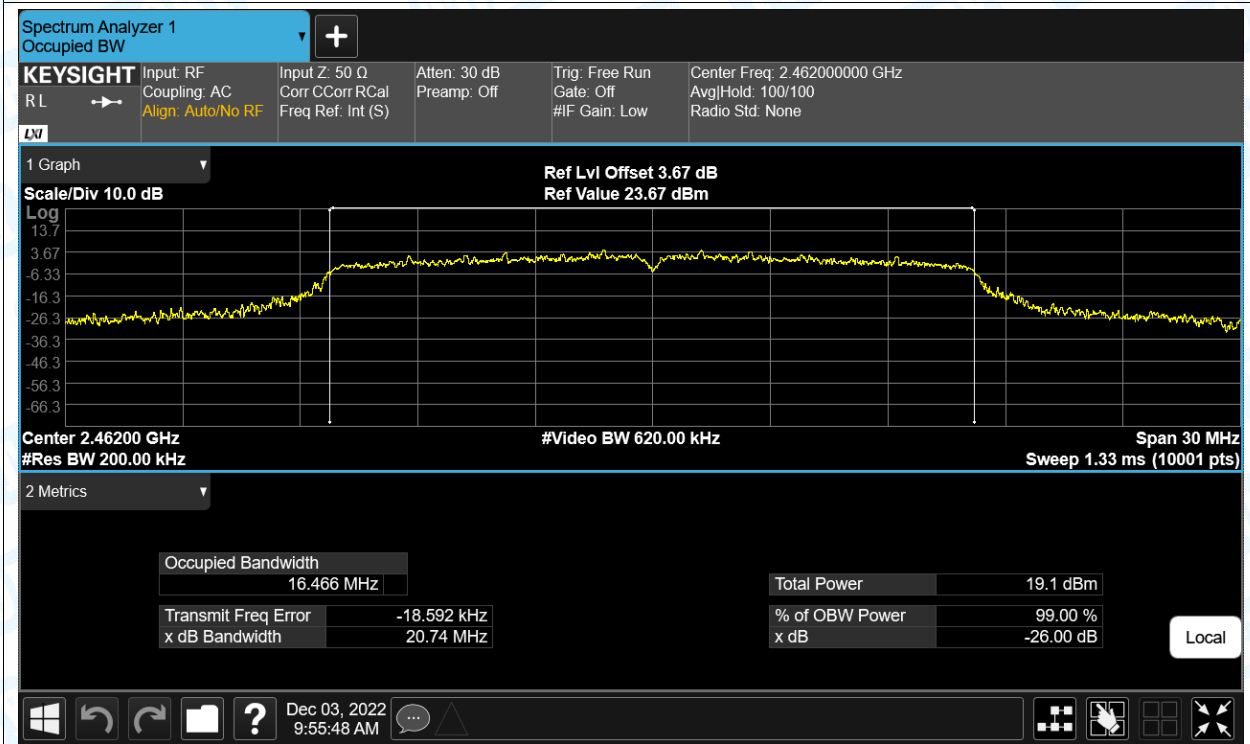 Spectrum Analyzer 1
Occupied BW
KEYSIGHT
R L
LXI
Input: RF
Coupling: AC
Align: Auto/No RF
Input Z: 50 Ω
Corr CCorr RCal
Freq Ref: Int (S)
Atten: 30 dB
Preamp: Off
Trig: Free Run
Gate: Off
#IF Gain: Low
Center Freq: 2.462000000 GHz
Avg|Hold: 100/100
Radio Std: None
1 Graph
Scale/Div 10.0 dB
Ref Lvl Offset 3.67 dB
Ref Value 23.67 dBm
Log
13.7
3.67
-6.33
-16.3
-26.3
-36.3
-46.3
-56.3
-66.3
Center 2.46200 GHz
#Res BW 200.00 kHz
#Video BW 620.00 kHz
Span 30 MHz
Sweep 1.33 ms (10001 pts)
2 Metrics
Occupied Bandwidth
16.466 MHz
Transmit Freq Error -18.592 kHz
x dB Bandwidth 20.74 MHz
Total Power 19.1 dBm
% of OBW Power 99.00 %
x dB -26.00 dB
Local
?
Dec 03, 2022
9:55:48 AM